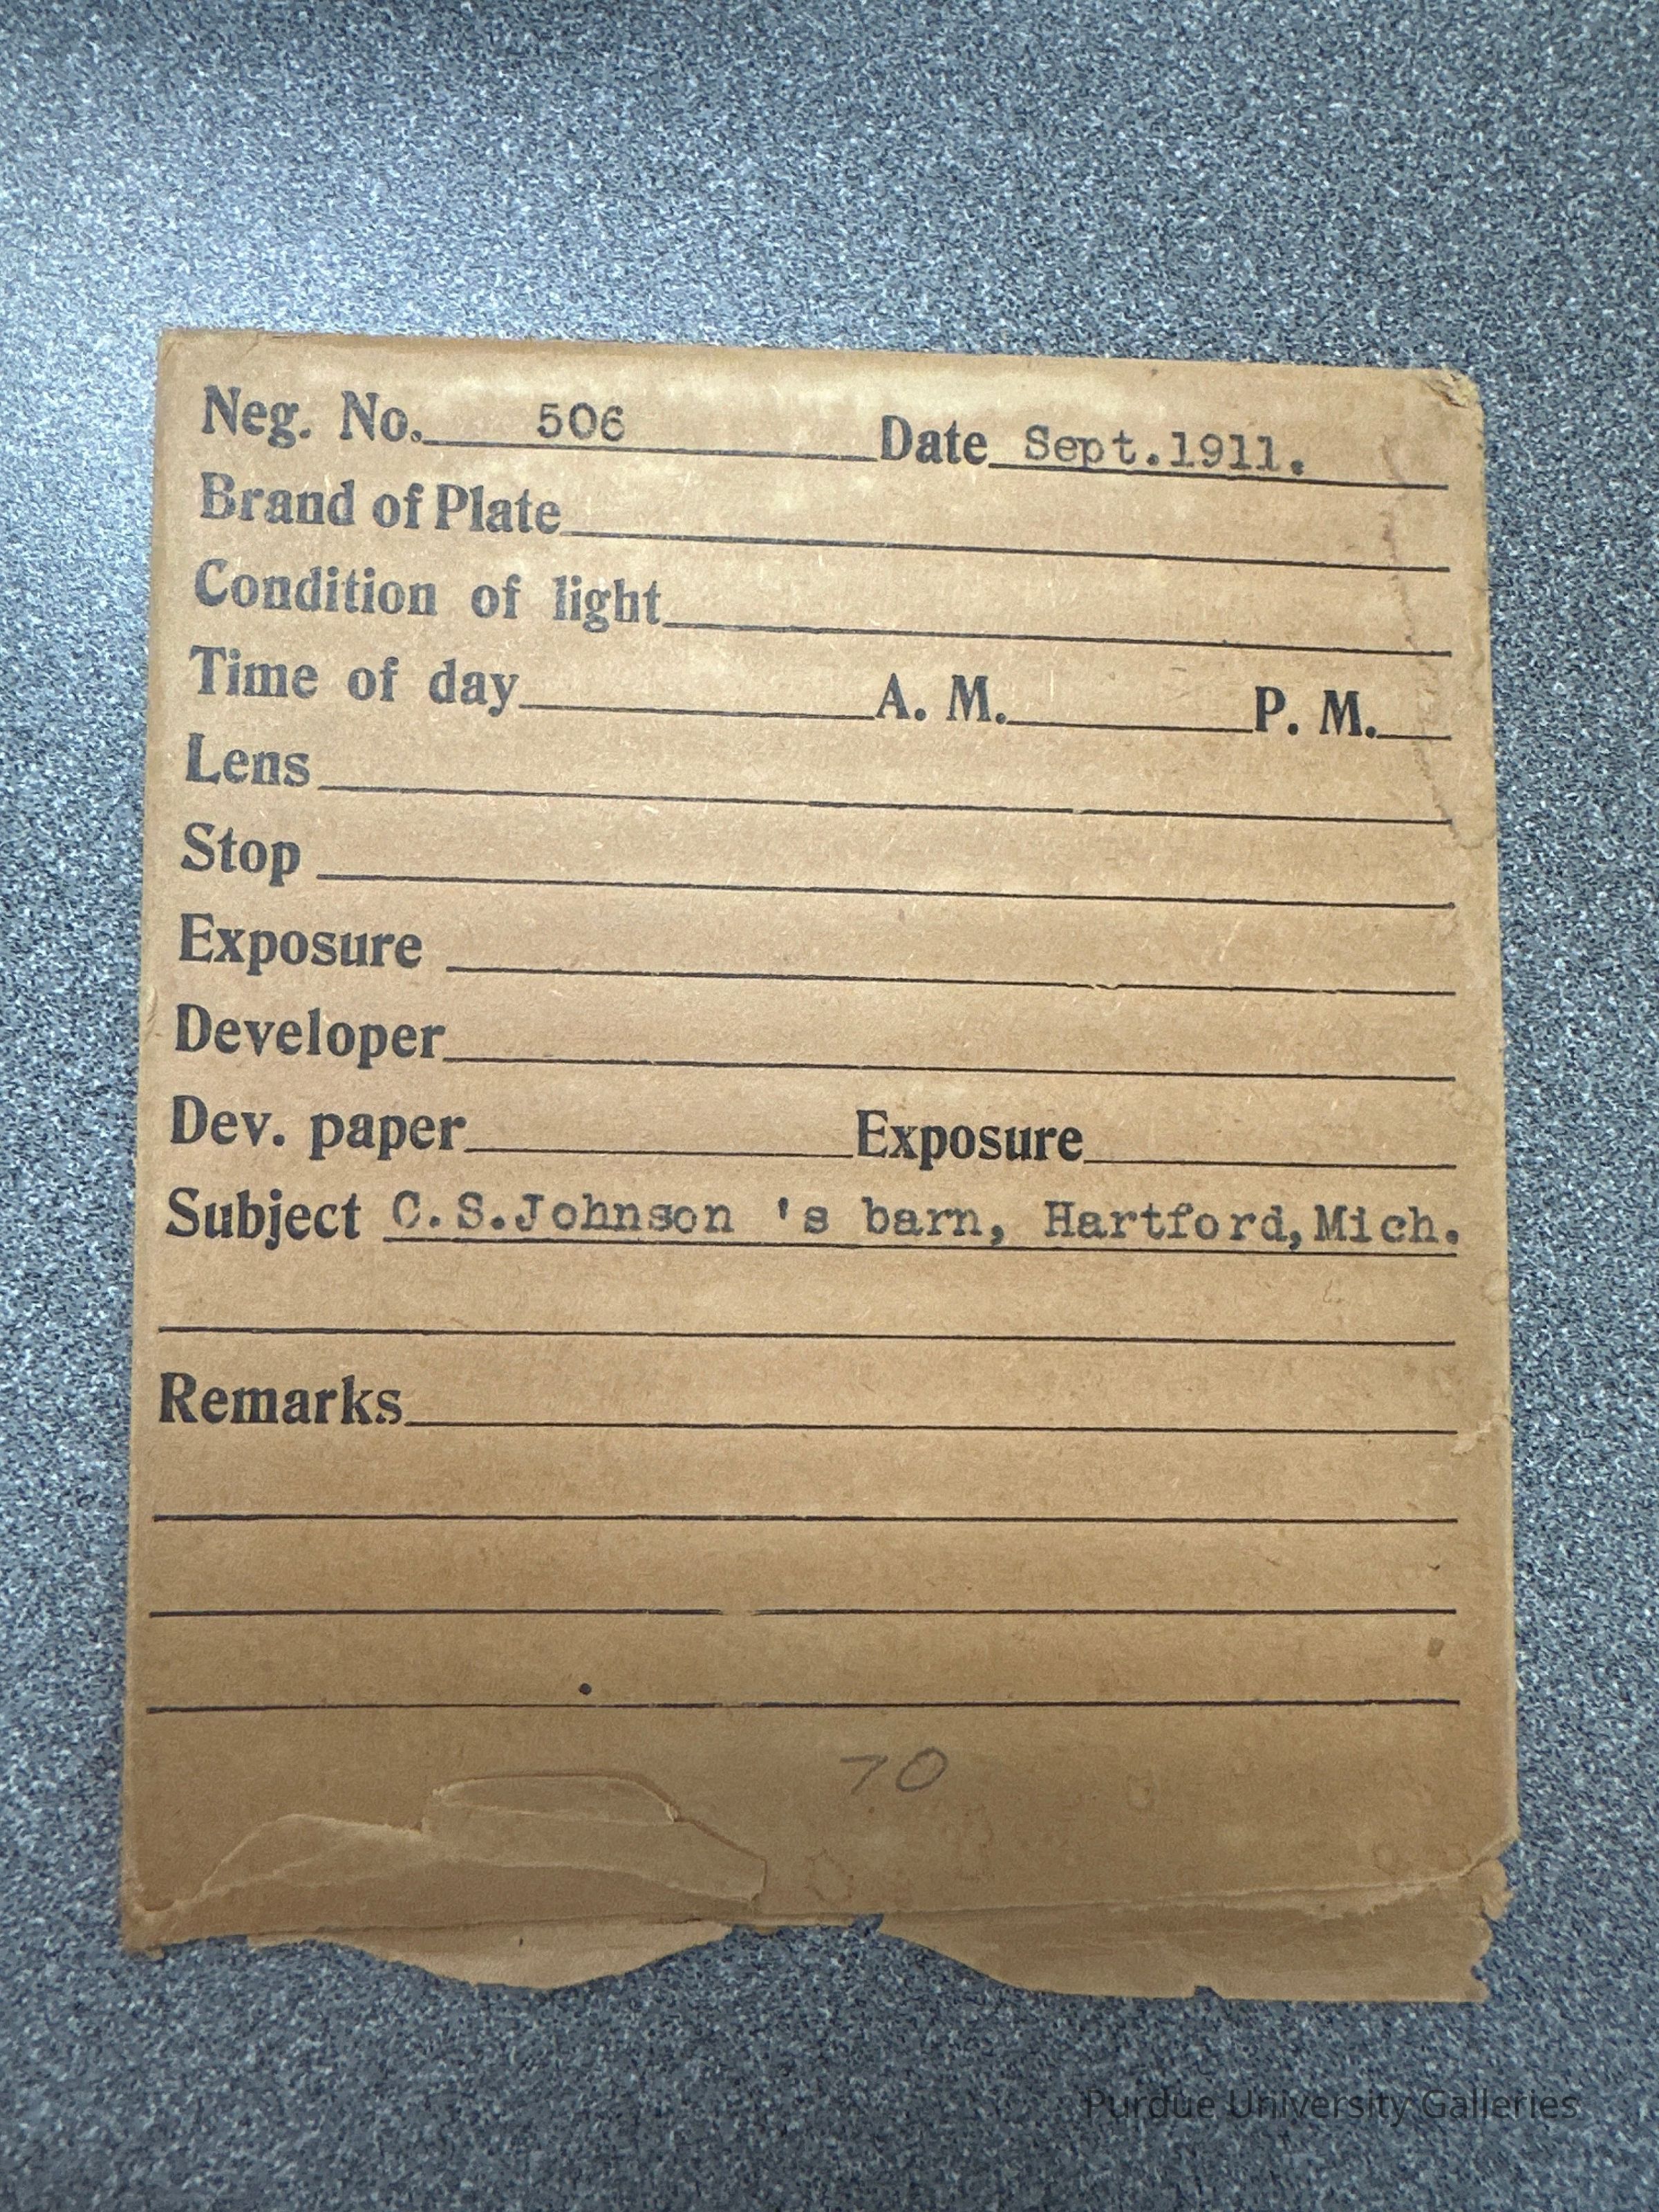 Neg. No. 506 Date Sept.1911.
Brand of Plate
Condition of light
Time of day A. M. P. M.
Lens
Stop
Exposure
Developer
Dev. paper Exposure
Subject C.S.Johnson 's barn, Hartford,Mich.
Remarks
70
Purdue University Galleries